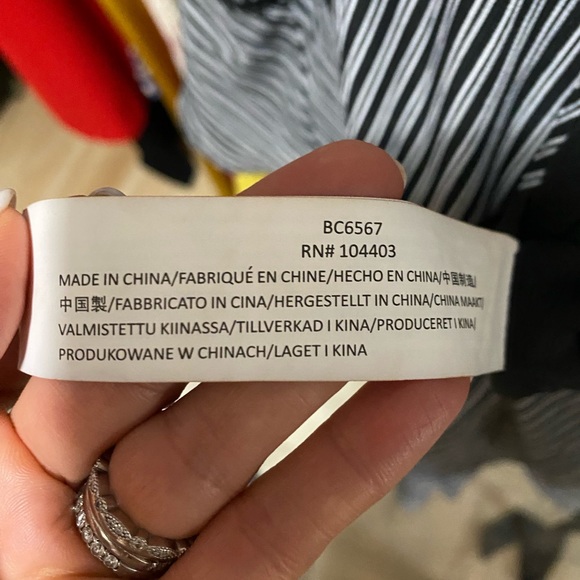 BC6567
RN# 104403
MADE IN CHINA/FABRIQUÉ EN CHINE/HECHO EN CHINA/中国制造/
中国製/FABBRICATO IN CINA/HERGESTELLT IN CHINA/CHINA MAAKT/
VALMISTETTU KIINASSA/TILLVERKAD I KINA/PRODUCERET I KINA/
PRODUKOWANE W CHINACH/LAGET I KINA